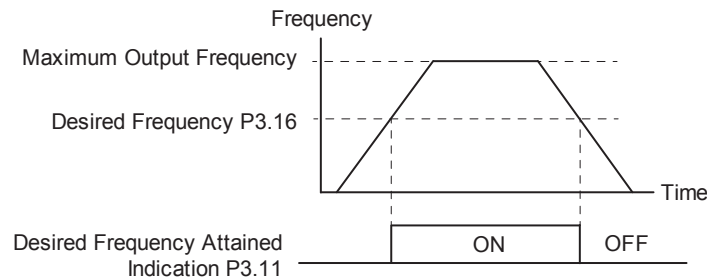 Frequency
Maximum Output Frequency
Desired Frequency P3.16
Time
Desired Frequency Attained
Indication P3.11
ON
OFF